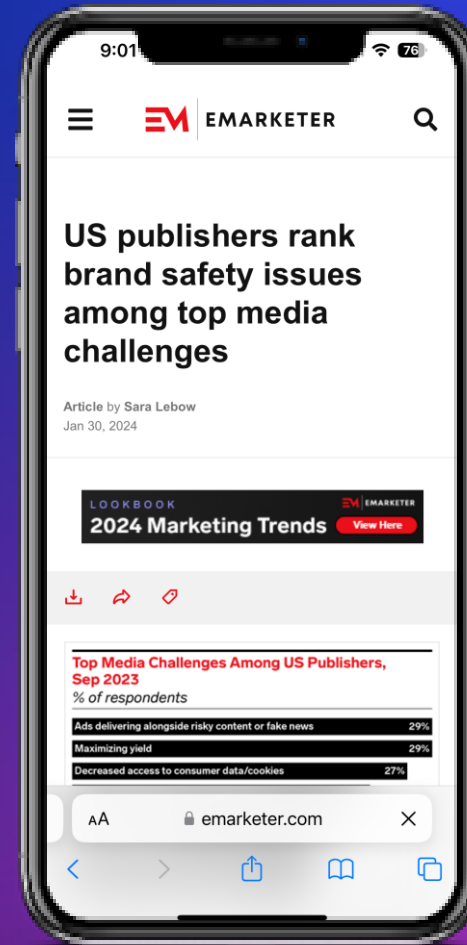 9:01
76
EM EMARKETER
US publishers rank
brand safety issues
among top media
challenges
Article by Sara Lebow
Jan 30, 2024
LOOKBOOK
2024 Marketing Trends
EM EMARKETER
View Here
Top Media Challenges Among US Publishers,
Sep 2023
% of respondents
Ads delivering alongside risky content or fake news 29%
Maximizing yield 29%
Decreased access to consumer data/cookies 27%
AA emarketer.com